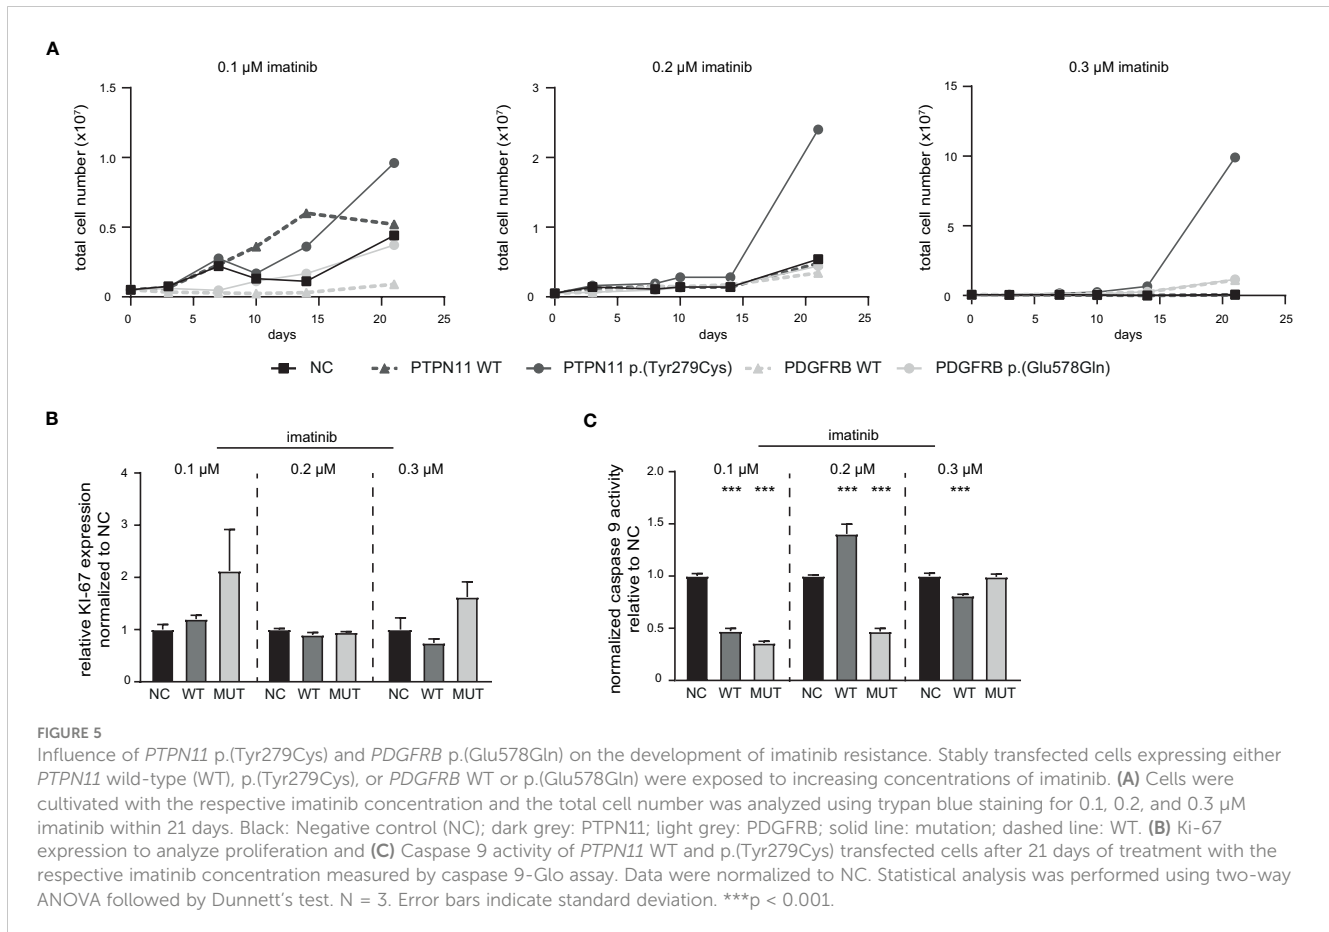 A
0.1 µM imatinib
0.2 µM imatinib
0.3 µM imatinib
total cell number (x10⁷)
1.5
1.0
0.5
0
0 5 10 15 20 25
days
total cell number (x10⁷)
3
2
1
0
0 5 10 15 20 25
days
total cell number (x10⁷)
15
10
5
0
0 5 10 15 20 25
days
NC PTPN11 WT PTPN11 p.(Tyr279Cys) PDGFRB WT PDGFRB p.(Glu578Gln)
B
imatinib
0.1 µM 0.2 µM 0.3 µM
relative KI-67 expression
normalized to NC
4
3
2
1
0
NC WT MUT NC WT MUT NC WT MUT
C
imatinib
0.1 µM 0.2 µM 0.3 µM
*** *** *** *** ***
normalized caspase 9 activity
relative to NC
2.0
1.5
1.0
0.5
0
NC WT MUT NC WT MUT NC WT MUT
FIGURE 5
Influence of PTPN11 p.(Tyr279Cys) and PDGFRB p.(Glu578Gln) on the development of imatinib resistance. Stably transfected cells expressing either
PTPN11 wild-type (WT), p.(Tyr279Cys), or PDGFRB WT or p.(Glu578Gln) were exposed to increasing concentrations of imatinib. (A) Cells were
cultivated with the respective imatinib concentration and the total cell number was analyzed using trypan blue staining for 0.1, 0.2, and 0.3 µM
imatinib within 21 days. Black: Negative control (NC); dark grey: PTPN11; light grey: PDGFRB; solid line: mutation; dashed line: WT. (B) Ki-67
expression to analyze proliferation and (C) Caspase 9 activity of PTPN11 WT and p.(Tyr279Cys) transfected cells after 21 days of treatment with the
respective imatinib concentration measured by caspase 9-Glo assay. Data were normalized to NC. Statistical analysis was performed using two-way
ANOVA followed by Dunnett's test. N = 3. Error bars indicate standard deviation. ***p < 0.001.